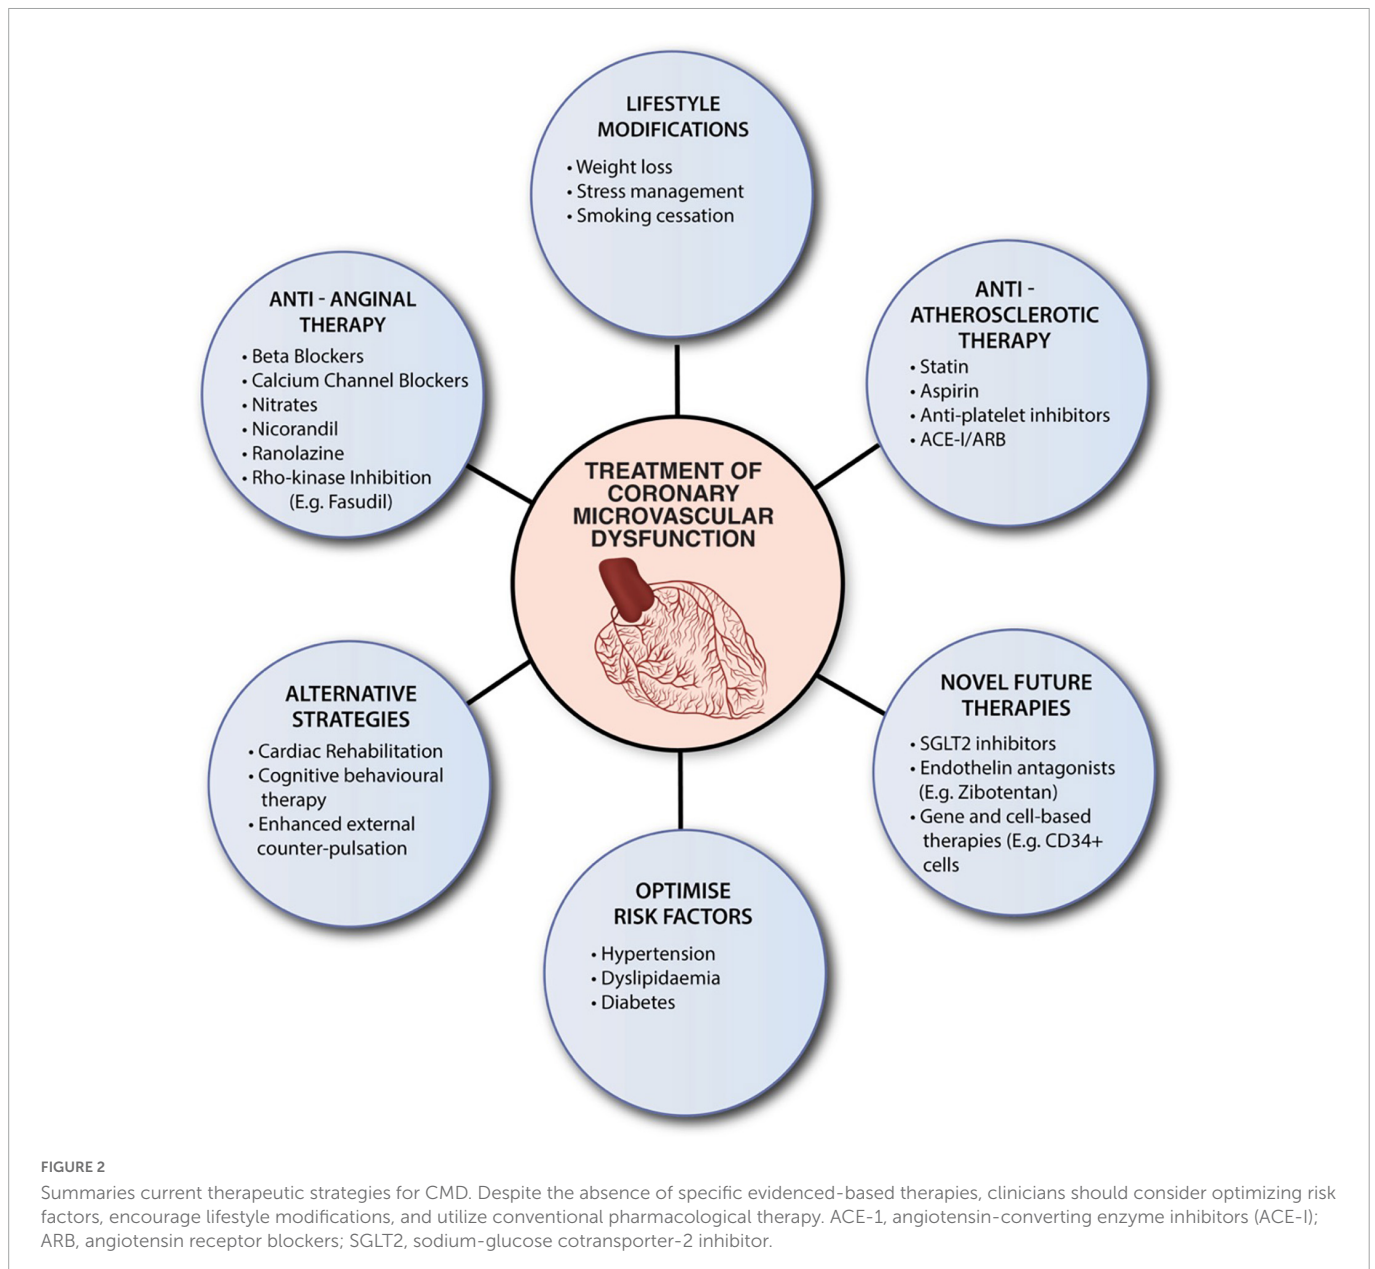 LIFESTYLE
MODIFICATIONS
• Weight loss
• Stress management
• Smoking cessation
ANTI - ANGINAL
THERAPY
• Beta Blockers
• Calcium Channel Blockers
• Nitrates
• Nicorandil
• Ranolazine
• Rho-kinase Inhibition
(E.g. Fasudil)
ANTI -
ATHEROSCLEROTIC
THERAPY
• Statin
• Aspirin
• Anti-platelet inhibitors
• ACE-I/ARB
TREATMENT OF
CORONARY
MICROVASCULAR
DYSFUNCTION
ALTERNATIVE
STRATEGIES
• Cardiac Rehabilitation
• Cognitive behavioural
therapy
• Enhanced external
counter-pulsation
NOVEL FUTURE
THERAPIES
• SGLT2 inhibitors
• Endothelin antagonists
(E.g. Zibotentan)
• Gene and cell-based
therapies (E.g. CD34+
cells
OPTIMISE
RISK FACTORS
• Hypertension
• Dyslipidaemia
• Diabetes
FIGURE 2
Summaries current therapeutic strategies for CMD. Despite the absence of specific evidenced-based therapies, clinicians should consider optimizing risk
factors, encourage lifestyle modifications, and utilize conventional pharmacological therapy. ACE-1, angiotensin-converting enzyme inhibitors (ACE-I);
ARB, angiotensin receptor blockers; SGLT2, sodium-glucose cotransporter-2 inhibitor.